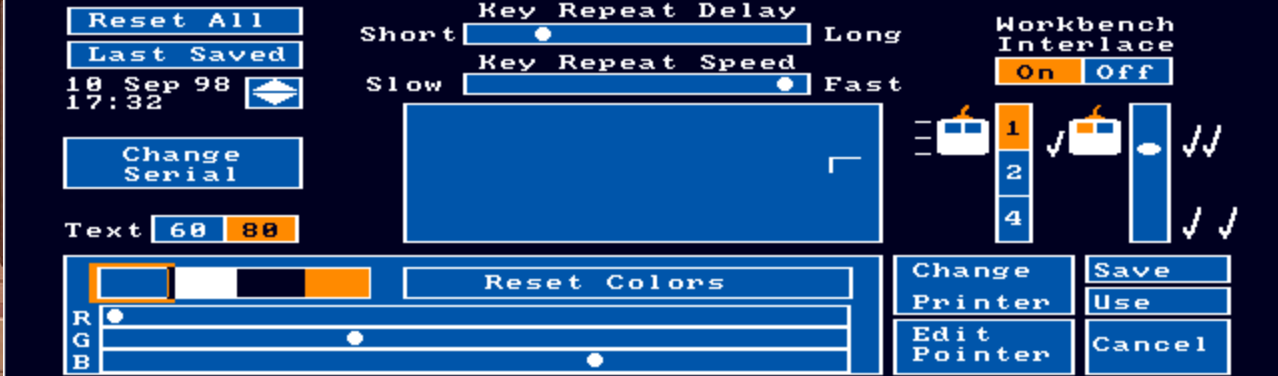 Reset All
Last Saved
10 Sep 98
17:32
Change
Serial
Text 60 80
Key Repeat Delay
Short Long
Key Repeat Speed
Slow Fast
Workbench
Interlace
On Off
1
2
4
Reset Colors
R
G
B
Change
Printer
Edit
Pointer
Save
Use
Cancel